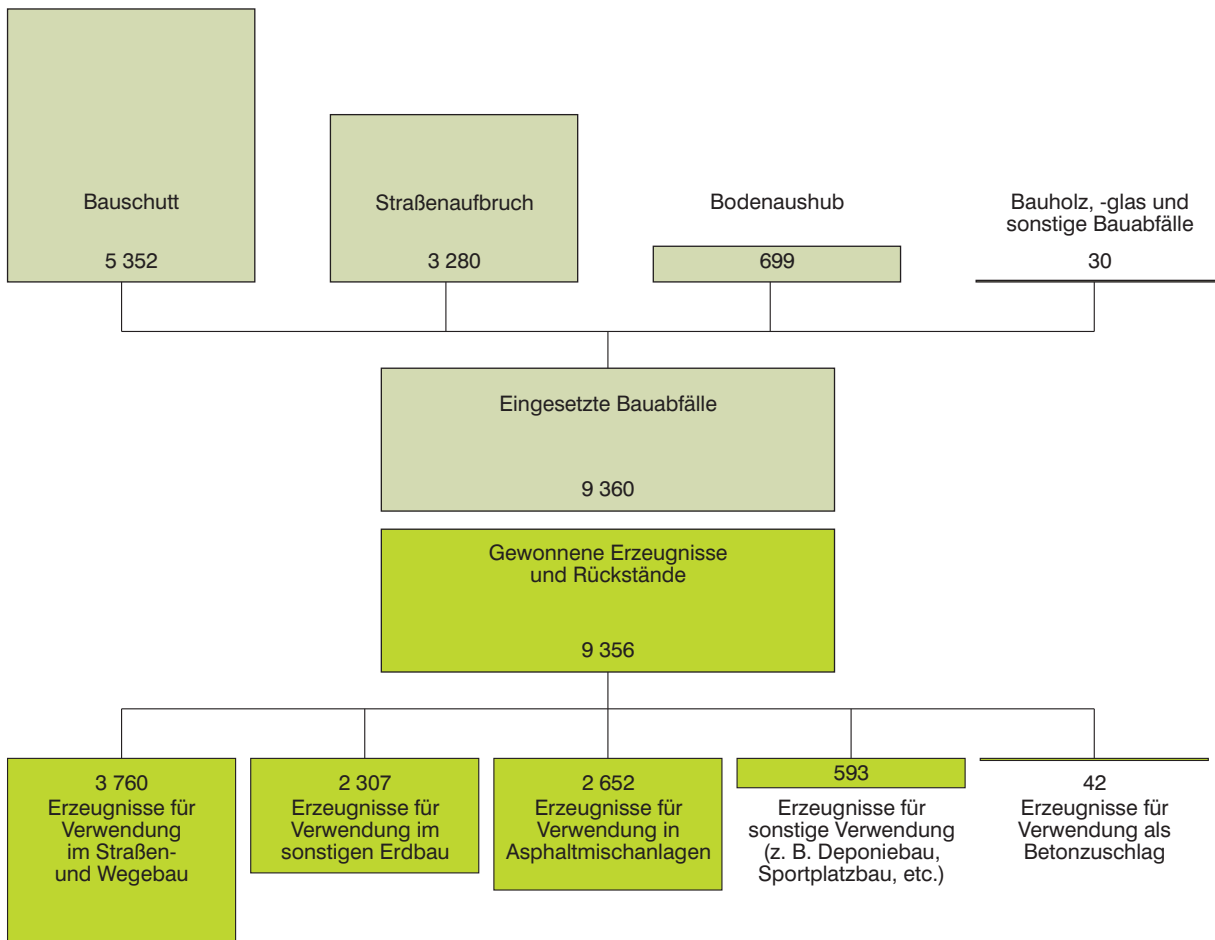 Bauschutt
5 352
Straßenaufbruch
3 280
Bodenaushub
699
Bauholz, -glas und
sonstige Bauabfälle
30
Eingesetzte Bauabfälle
9 360
Gewonnene Erzeugnisse
und Rückstände
9 356
3 760
Erzeugnisse für
Verwendung
im Straßen-
und Wegebau
2 307
Erzeugnisse für
Verwendung im
sonstigen Erdbau
2 652
Erzeugnisse für
Verwendung in
Asphaltmischanlagen
593
Erzeugnisse für
sonstige Verwendung
(z. B. Deponiebau,
Sportplatzbau, etc.)
42
Erzeugnisse für
Verwendung als
Betonzuschlag